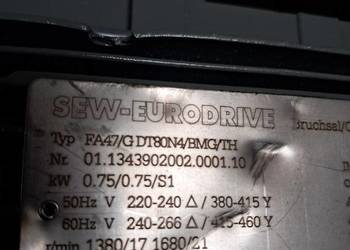 SEW-EURODRIVE
Bruchsal/
Typ FA47/G DT80N4/BMG/TH
Nr. 01.1343902002.0001.10
kW 0.75/0.75/S1
50Hz V 220-240 Δ / 380-415 Y
60Hz V 240-266 Δ / 415-460 Y
r/min 1380/17 1680/21